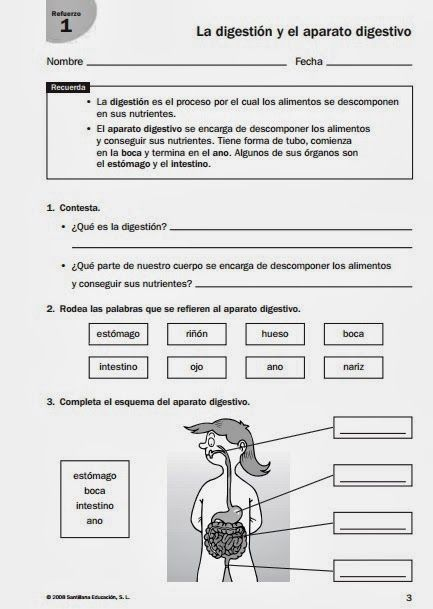 Refuerzo
1
La digestión y el aparato digestivo
Nombre
Fecha
Recuerda
• La digestión es el proceso por el cual los alimentos se descomponen
en sus nutrientes.
• El aparato digestivo se encarga de descomponer los alimentos
y conseguir sus nutrientes. Tiene forma de tubo, comienza
en la boca y termina en el ano. Algunos de sus órganos son
el estómago y el intestino.
1. Contesta.
• ¿Qué es la digestión?
• ¿Qué parte de nuestro cuerpo se encarga de descomponer los alimentos
y conseguir sus nutrientes?
2. Rodea las palabras que se refieren al aparato digestivo.
estómago riñón hueso boca
intestino ojo ano nariz
3. Completa el esquema del aparato digestivo.
estómago
boca
intestino
ano
© 2008 Santillana Educación, S. L.
3